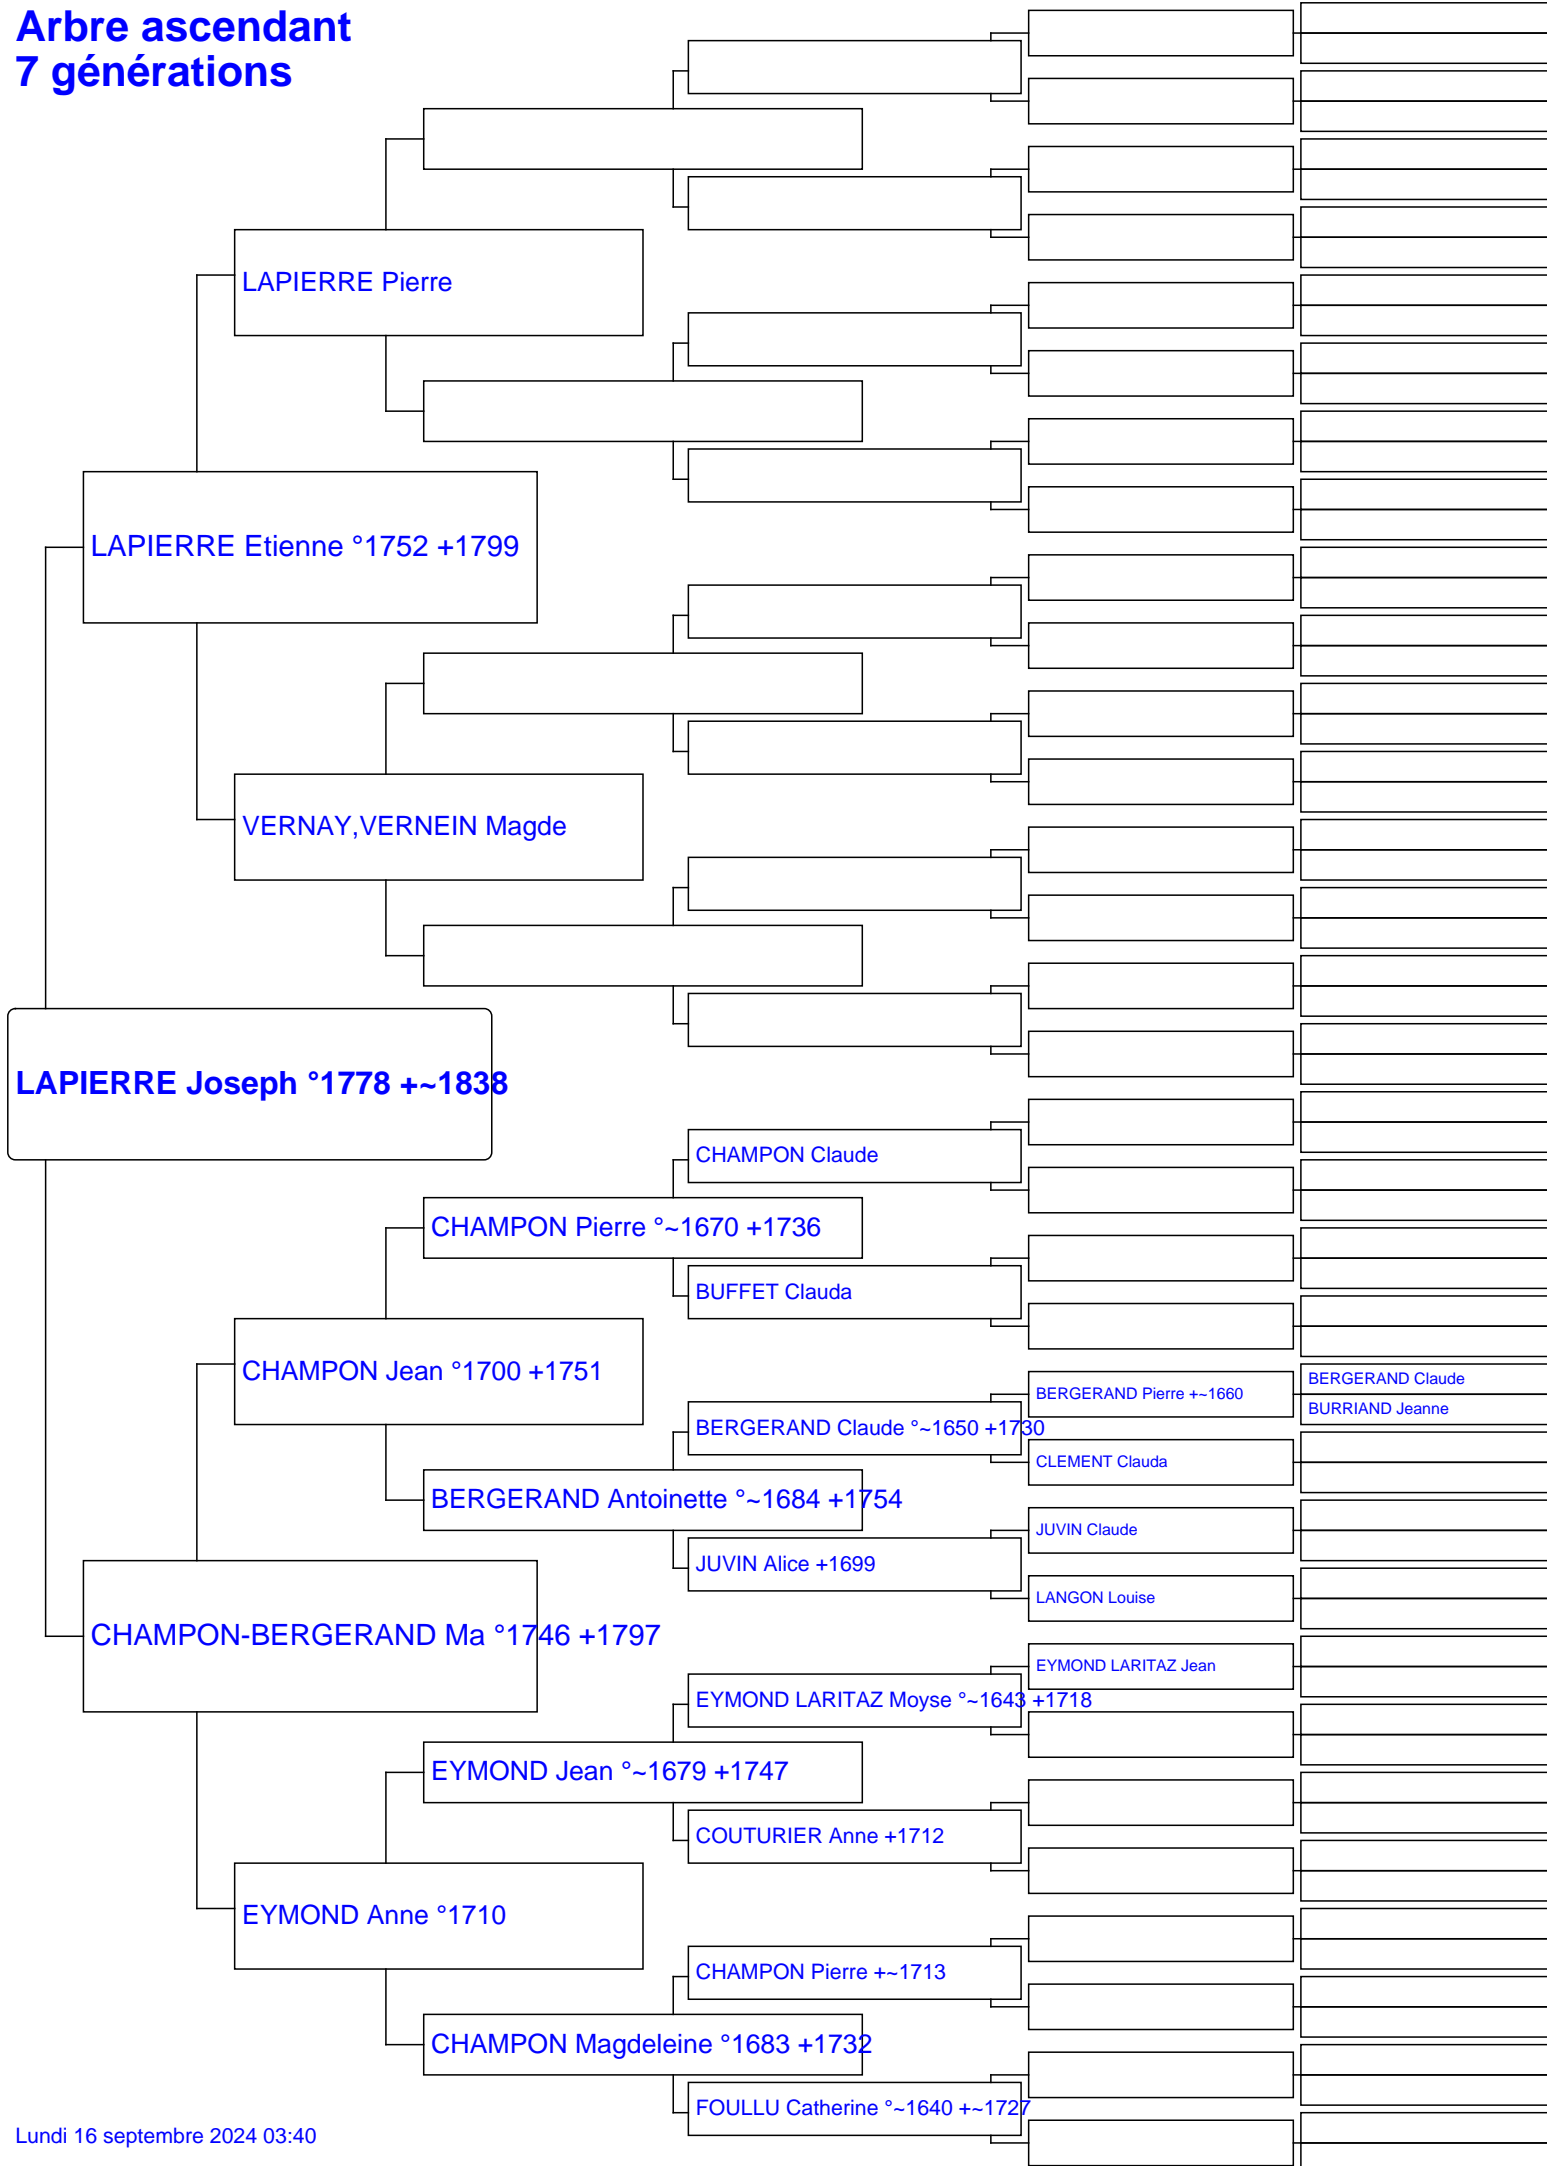 Arbre ascendant
7 générations
LAPIERRE Pierre
LAPIERRE Etienne °1752 +1799
VERNAY,VERNEIN Magde
LAPIERRE Joseph °1778 +~1838
CHAMPON Claude
CHAMPON Pierre °~1670 +1736
BUFFET Clauda
CHAMPON Jean °1700 +1751
BERGERAND Claude
BERGERAND Pierre +~1660
BURRIAND Jeanne
BERGERAND Claude °~1650 +1730
CLEMENT Clauda
BERGERAND Antoinette °~1684 +1754
JUVIN Claude
JUVIN Alice +1699
LANGON Louise
CHAMPON-BERGERAND Ma °1746 +1797
EYMOND LARITAZ Jean
EYMOND LARITAZ Moyse °~1643 +1718
EYMOND Jean °~1679 +1747
COUTURIER Anne +1712
EYMOND Anne °1710
CHAMPON Pierre +~1713
CHAMPON Magdeleine °1683 +1732
FOULLU Catherine °~1640 +~1727
Lundi 16 septembre 2024 03:40